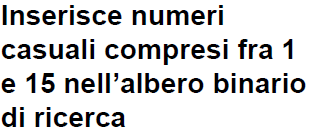 Inserisce numeri
casuali compresi fra 1
e 15 nell’albero binario
di ricerca